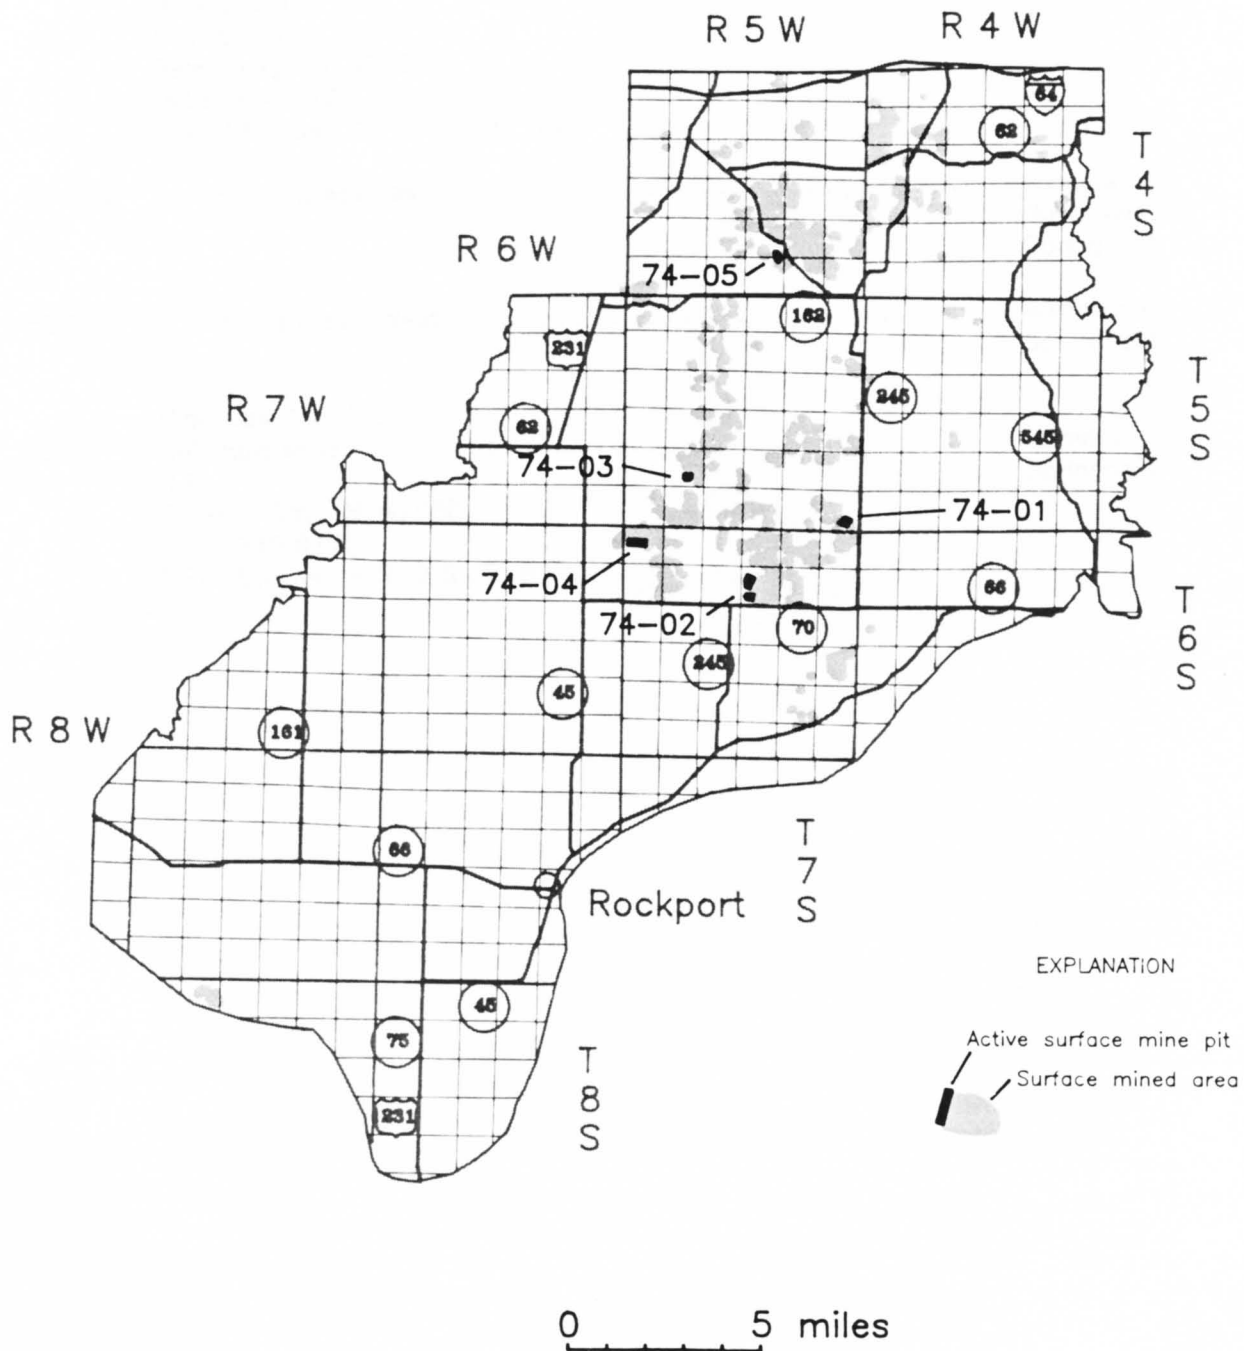 R 5 W
R 4 W
64
62
T
4
S
R 6 W
74-05
162
231
T
5
S
R 7 W
245
62
545
74-03
74-01
74-04
66
74-02
70
T
6
S
245
45
R 8 W
161
66
T
7
S
Rockport
EXPLANATION
45
Active surface mine pit
75
T
8
S
Surface mined area
231
0 5 miles